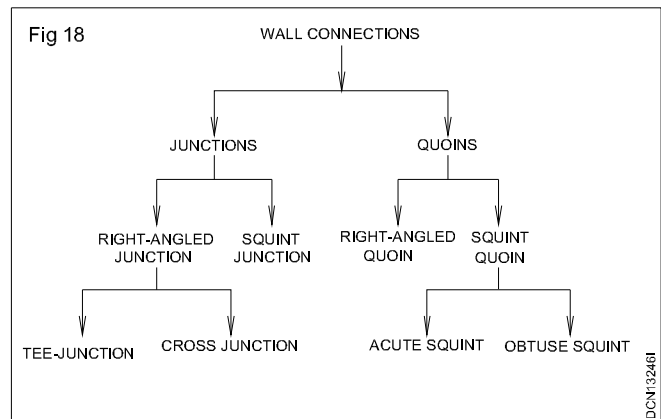 Fig 18
WALL CONNECTIONS
JUNCTIONS
QUOINS
RIGHT-ANGLED
JUNCTION
SQUINT
JUNCTION
RIGHT-ANGLED
QUOIN
SQUINT
QUOIN
TEE-JUNCTION
CROSS JUNCTION
ACUTE SQUINT
OBTUSE SQUINT
DCN13246I